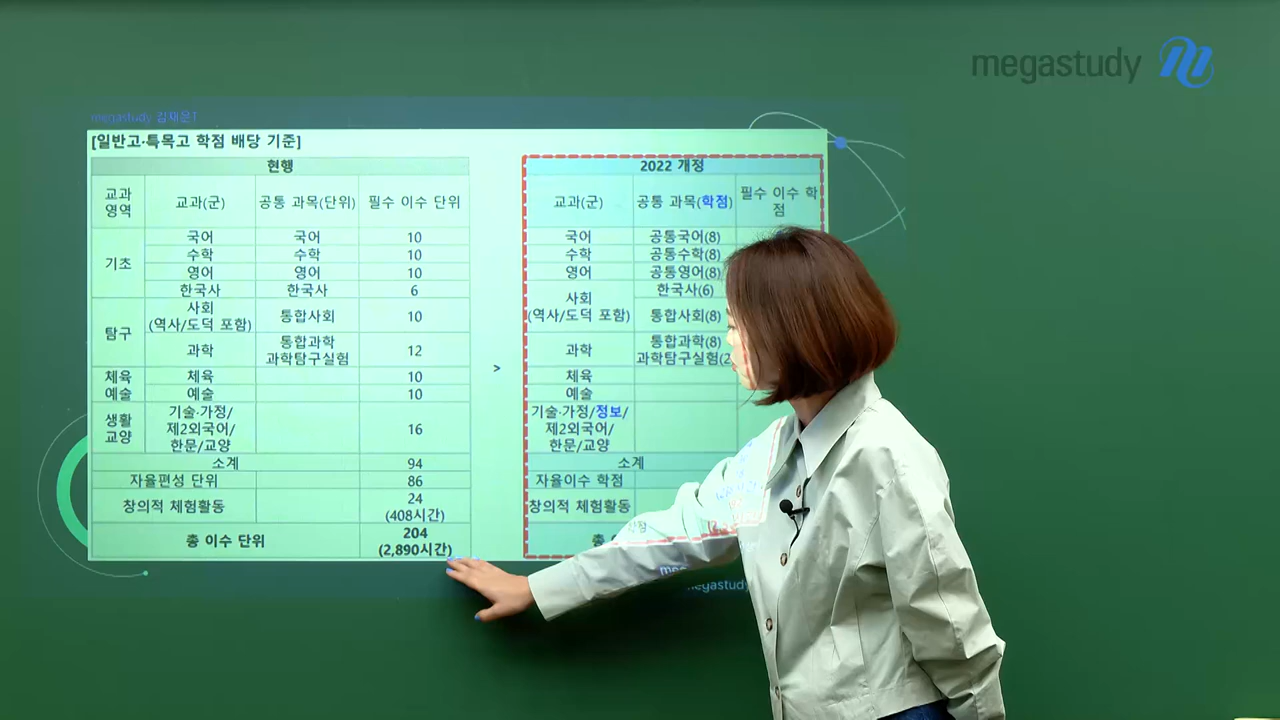 megastudy
megastudy 김재운T
[일반고·특목고 학점 배당 기준]
현행
교과 영역 교과(군) 공통 과목(단위) 필수 이수 단위
기초 국어 국어 10
수학 수학 10
영어 영어 10
한국사 한국사 6
탐구 사회 (역사/도덕 포함) 통합사회 10
과학 통합과학 과학탐구실험 12
체육 체육 10
예술 예술 10
생활 교양 기술·가정/ 제2외국어/ 한문/교양 16
소계 94
자율편성 단위 86
창의적 체험활동 24 (408시간)
총 이수 단위 204 (2,890시간)
>
2022 개정
교과(군) 공통 과목(학점) 필수 이수 학점
국어 공통국어(8)
수학 공통수학(8)
영어 공통영어(8)
사회 (역사/도덕 포함) 한국사(6)
통합사회(8)
과학 통합과학(8) 과학탐구실험(2
체육
예술
기술·가정/정보/ 제2외국어/ 한문/교양
소계
자율이수 학점
창의적 체험활동
총
megastudy